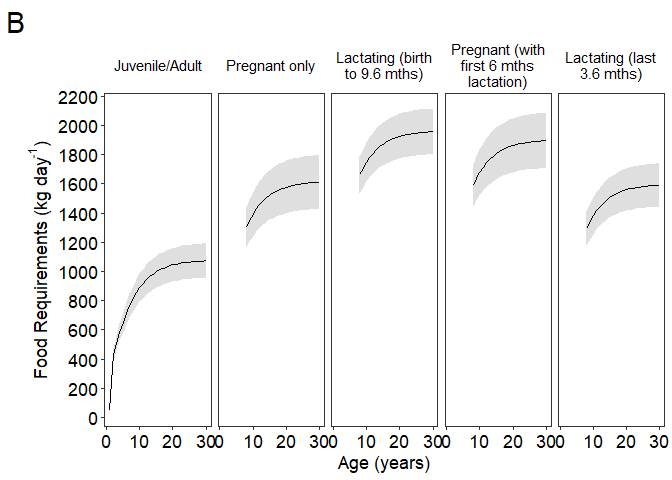 B
Juvenile/Adult
Pregnant only
Lactating (birth
to 9.6 mths)
Pregnant (with
first 6 mths
lactation)
Lactating (last
3.6 mths)
Food Requirements (kg day⁻¹)
2200
2000
1800
1600
1400
1200
1000
800
600
400
200
0
0 10 20 30
0 10 20 30
0 10 20 30
0 10 20 30
0 10 20 30
Age (years)